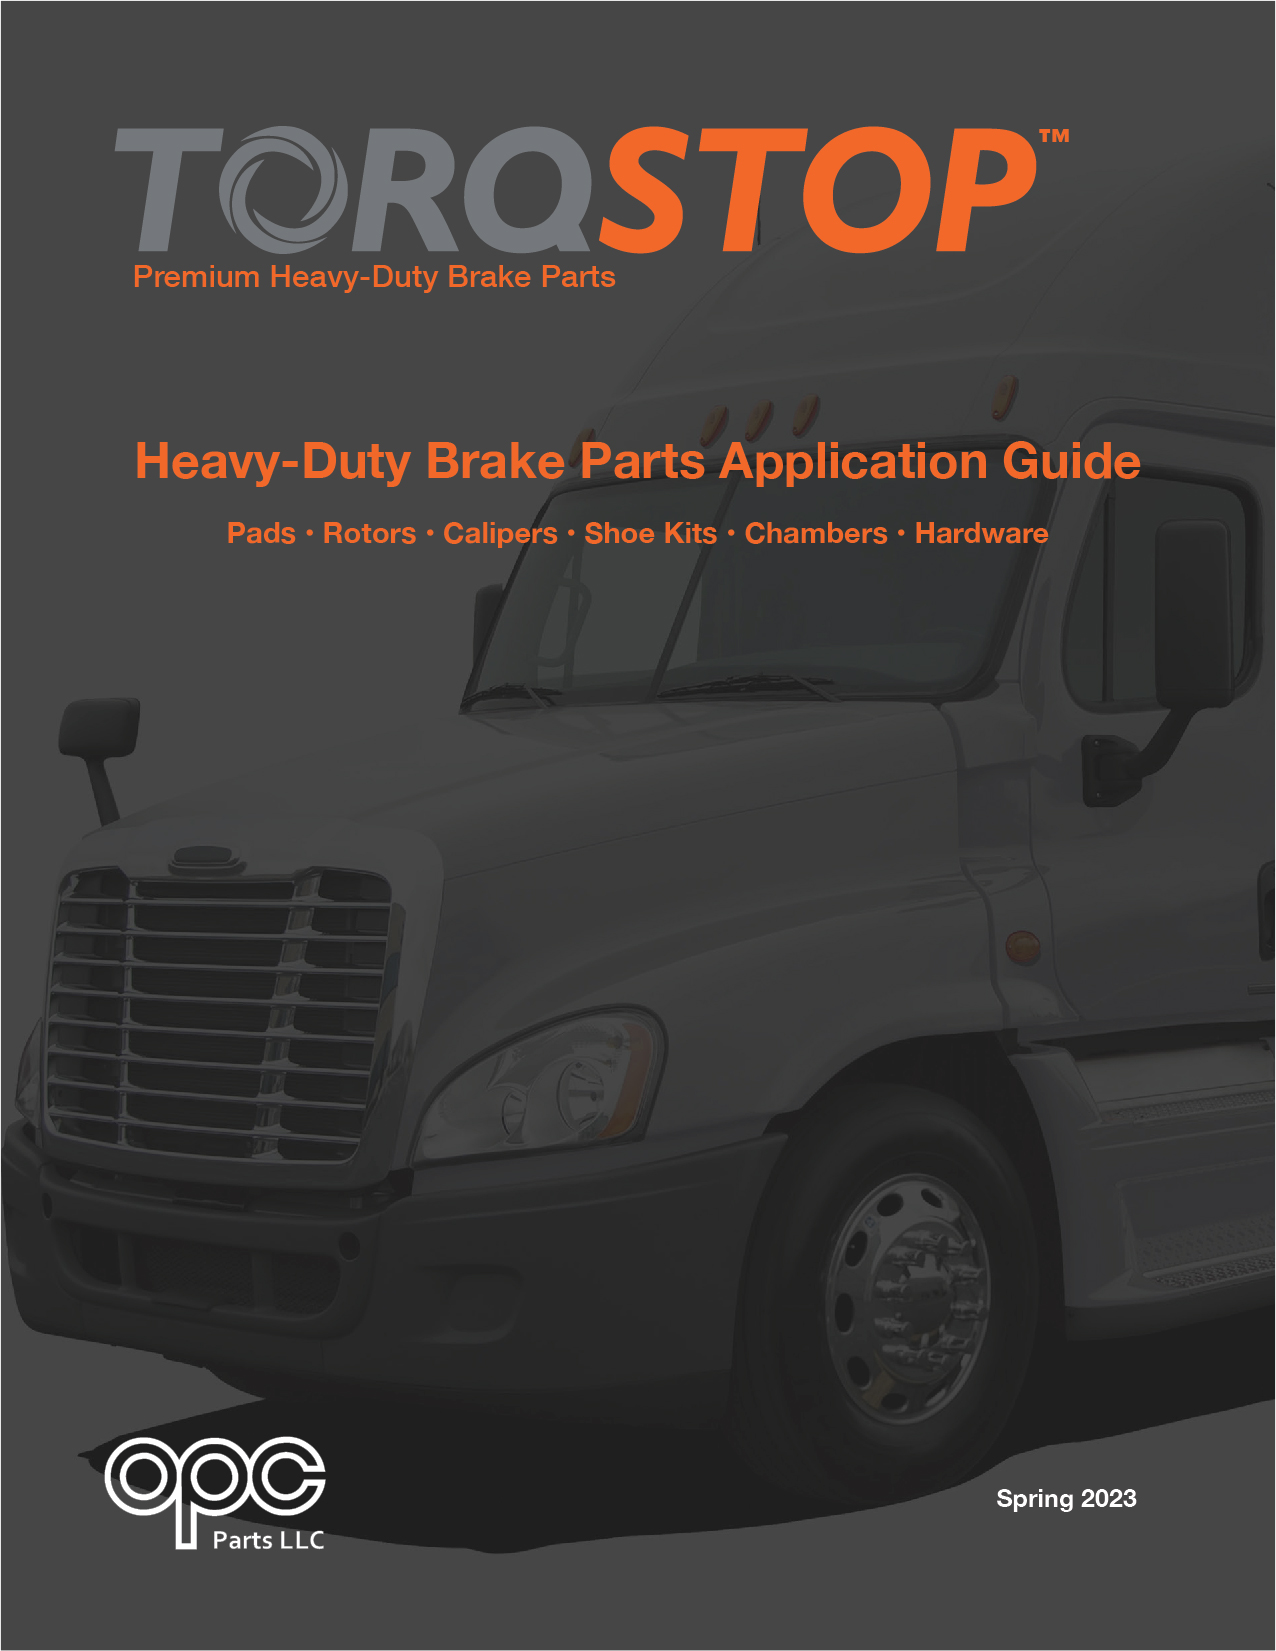 TORQSTOP™
Premium Heavy-Duty Brake Parts
Heavy-Duty Brake Parts Application Guide
Pads • Rotors • Calipers • Shoe Kits • Chambers • Hardware
opc
Parts LLC
Spring 2023